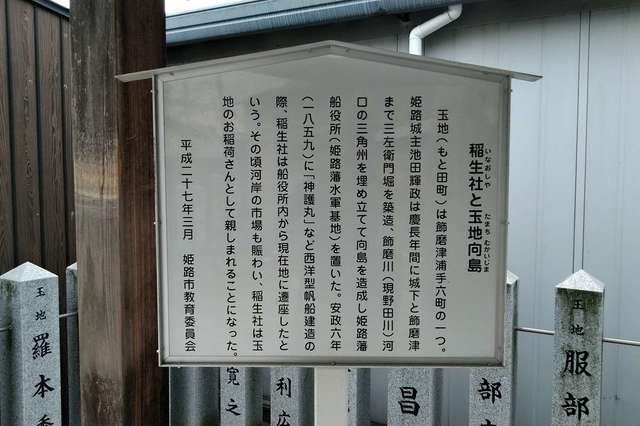 稲生社と玉地向島
いなおしや たまち むかいじま
玉地(もと田町)は飾磨津浦手六町の一つ。
姫路城主池田輝政は慶長年間に城下と飾磨津
まで三左衛門堀を築造、飾磨川(現野田川)河
口の三角州を埋め立てて向島を造成し姫路藩
船役所(姫路藩水軍基地)を置いた。安政六年
(一八五九)に「神護丸」など西洋型帆船建造の
際、稲生社は船役所内から現在地に遷座したと
いう。その頃河岸の市場も賑わい、稲生社は玉
地のお稲荷さんとして親しまれることになった。
平成二十七年三月 姫路市教育委員会
玉地 服部
部
昌
利広
寛之
玉地 羅本